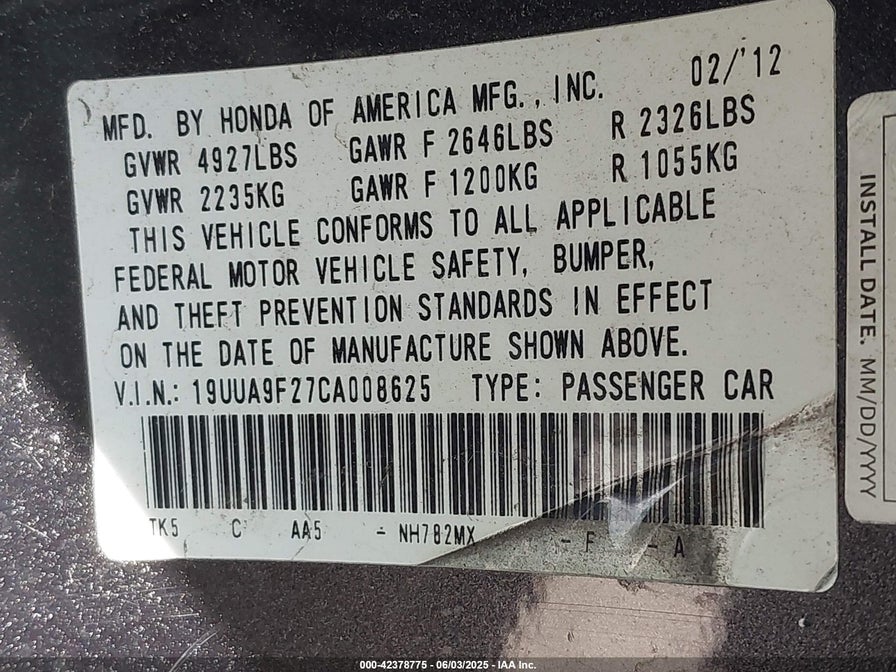 MFD. BY HONDA OF AMERICA MFG., INC. 02/'12
GVWR 4927LBS GAWR F 2646LBS R 2326LBS
GVWR 2235KG GAWR F 1200KG R 1055KG
THIS VEHICLE CONFORMS TO ALL APPLICABLE
FEDERAL MOTOR VEHICLE SAFETY, BUMPER,
AND THEFT PREVENTION STANDARDS IN EFFECT
ON THE DATE OF MANUFACTURE SHOWN ABOVE.
V.I.N.: 19UUA9F27CA008625 TYPE: PASSENGER CAR
TK5 C AA5 - NH782MX - F - A
INSTALL DATE. MM/DD/YYYY
000-42378775 - 06/03/2025 - IAA Inc.